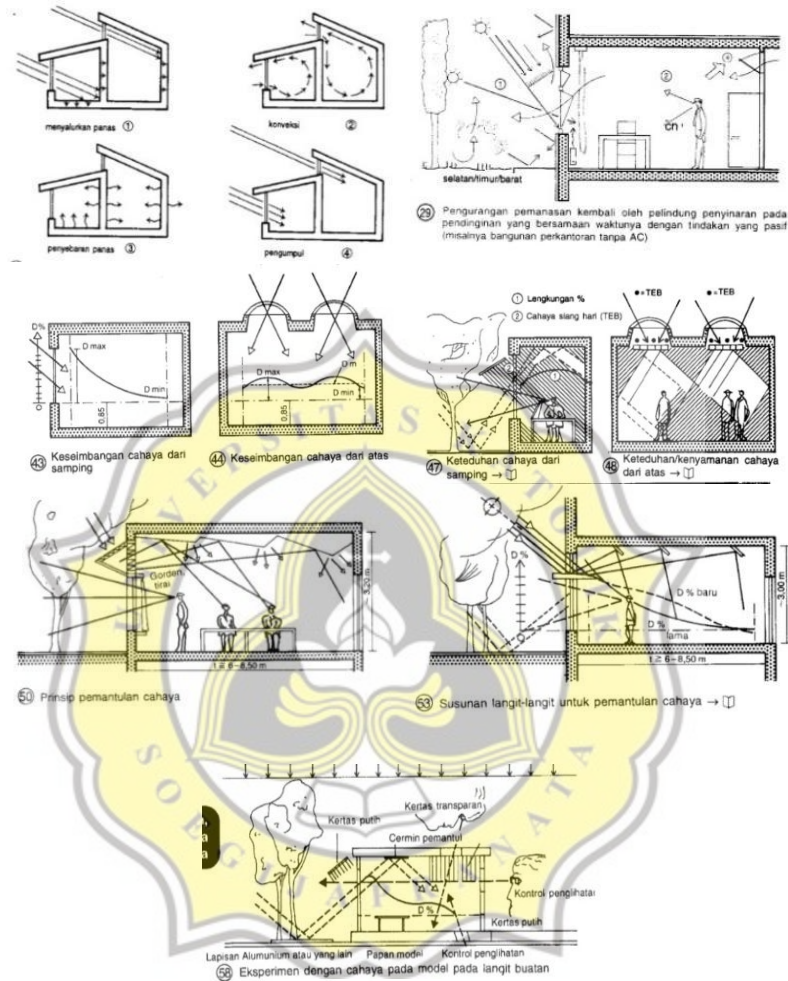 menyalurkan panas ①
konveksi ②
penyebaran panas ③
pengumpul ④
①
②
selatan/timur/barat
㉙ Pengurangan pemanasan kembali oleh pelindung penyinaran pada
pendinginan yang bersamaan waktunya dengan tindakan yang pasif
(misalnya bangunan perkantoran tanpa AC)
D%
D max
D min
0
0,85
㊸ Keseimbangan cahaya dari
samping
D max
D m
D min
0,85
㊹ Keseimbangan cahaya dari atas
① Lengkungan %
② Cahaya siang hari (TEB)
①
㊼ Keteduhan cahaya dari
samping →
•=TEB •=TEB
㊽ Keteduhan/kenyamanan cahaya
dari atas →
Gorden,
tirai
~3,20 m
t ≧ 6–8,50 m
㊿ Prinsip pemantulan cahaya
D %
0
D % baru
D %
lama
~3,00 m
t ≧ 6–8,50 m
(53) Susunan langit-langit untuk pemantulan cahaya →
Kertas putih
Kertas transparan
Cermin pemantul
Kontrol penglihatan
D %
Kertas putih
Lapisan Alumunium atau yang lain Papan model Kontrol penglihatan
(58) Eksperimen dengan cahaya pada model pada langit buatan
UNIVERSITAS KATOLIK
SOEGIJAPRANATA